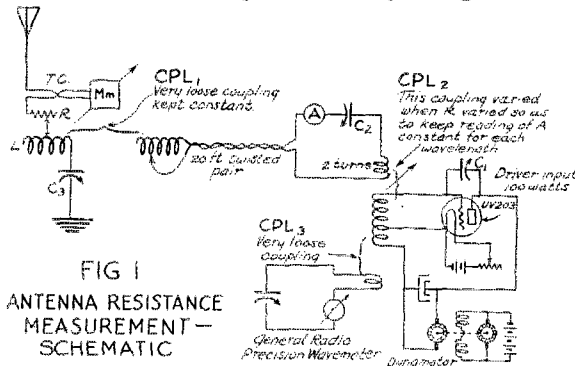 T.C.
Mm
R
L
C3
CPL1
Very loose coupling
kept constant
20 ft twisted
pair
A
C2
2 turns
CPL2
This coupling varied
when R varied so as
to keep reading of A
constant for each
wavelength
C1
Driver input
100 watts
UV203
CPL3
Very loose
coupling
General Radio
Precision Wavemeter
Dynamotor
FIG 1
ANTENNA RESISTANCE
MEASUREMENT—
SCHEMATIC